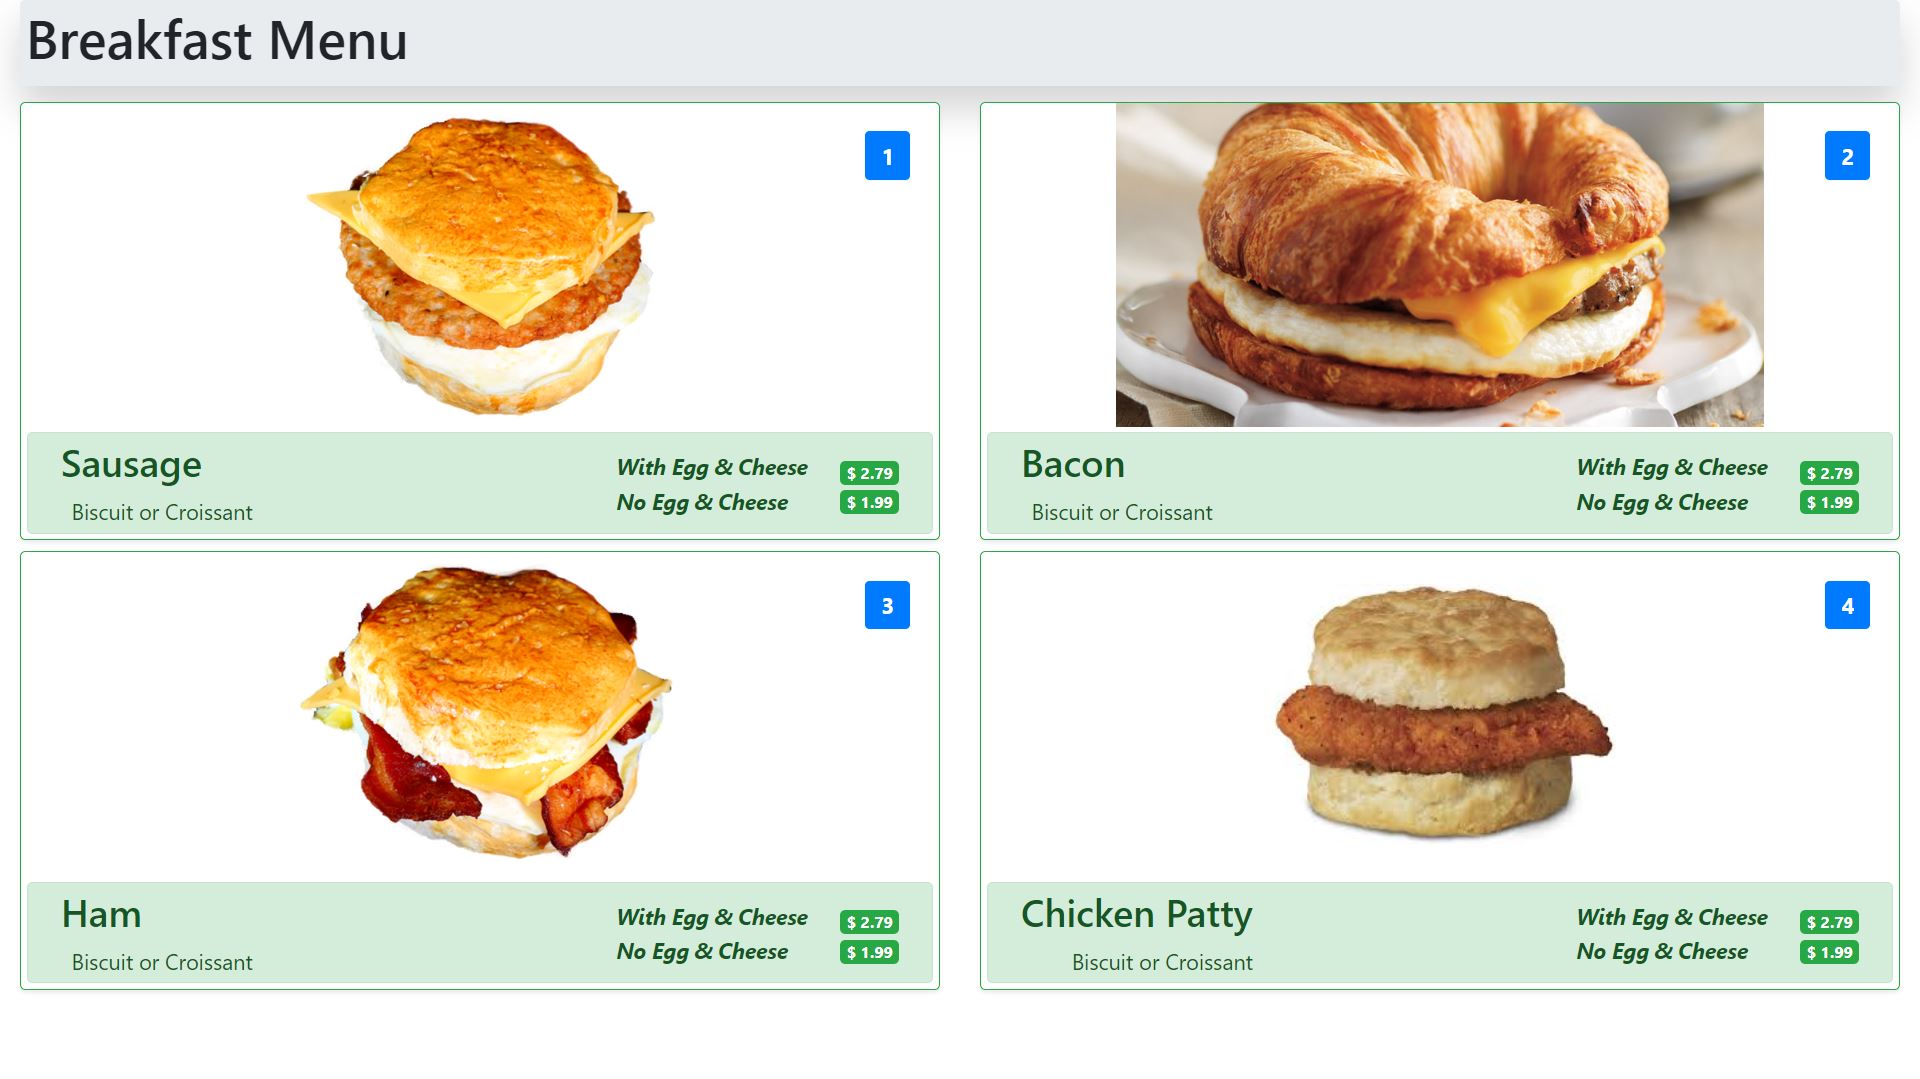 Breakfast Menu
1
Sausage
Biscuit or Croissant
With Egg & Cheese $ 2.79
No Egg & Cheese $ 1.99
2
Bacon
Biscuit or Croissant
With Egg & Cheese $ 2.79
No Egg & Cheese $ 1.99
3
Ham
Biscuit or Croissant
With Egg & Cheese $ 2.79
No Egg & Cheese $ 1.99
4
Chicken Patty
Biscuit or Croissant
With Egg & Cheese $ 2.79
No Egg & Cheese $ 1.99